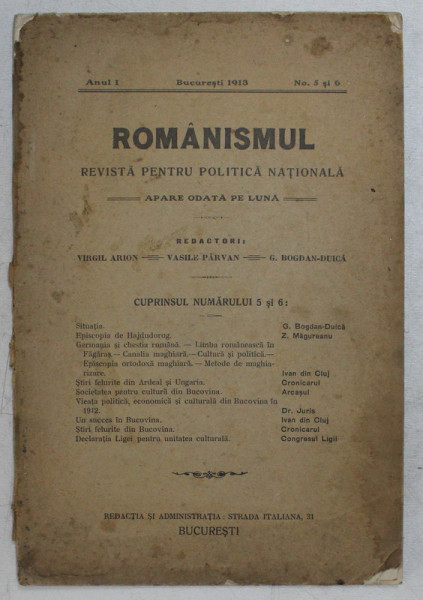 Anul I București 1913 No. 5 și 6
ROMÂNISMUL
REVISTĂ PENTRU POLITICĂ NAȚIONALĂ
APARE ODATĂ PE LUNĂ
REDACTORI:
VIRGIL ARION — VASILE PÂRVAN — G. BOGDAN-DUICĂ
CUPRINSUL NUMĂRULUI 5 și 6:
Situația. G. Bogdan-Duică
Episcopia de Hajdudorog. Z. Măgureanu
Germania și chestia română. — Limba românească în
Făgăraș. — Comedia maghiară. — Cultură și politică. —
Episcopia ortodoxă maghiară. — Metode de maghia-
rizare. Ivan din Cluj
Știri felurite din Ardeal și Ungaria. Cronicarul
Societatea pentru cultură din Bucovina. Arcașul
Vieața politică, economică și culturală din Bucovina în
1912. Dr. Juris
Un succes în Bucovina. Ivan din Cluj
Știri felurite din Bucovina. Cronicarul
Declarația Ligei pentru unitatea culturală. Congresul Ligii
REDACȚIA ȘI ADMINISTRAȚIA: STRADA ITALIANA, 31
BUCUREȘTI